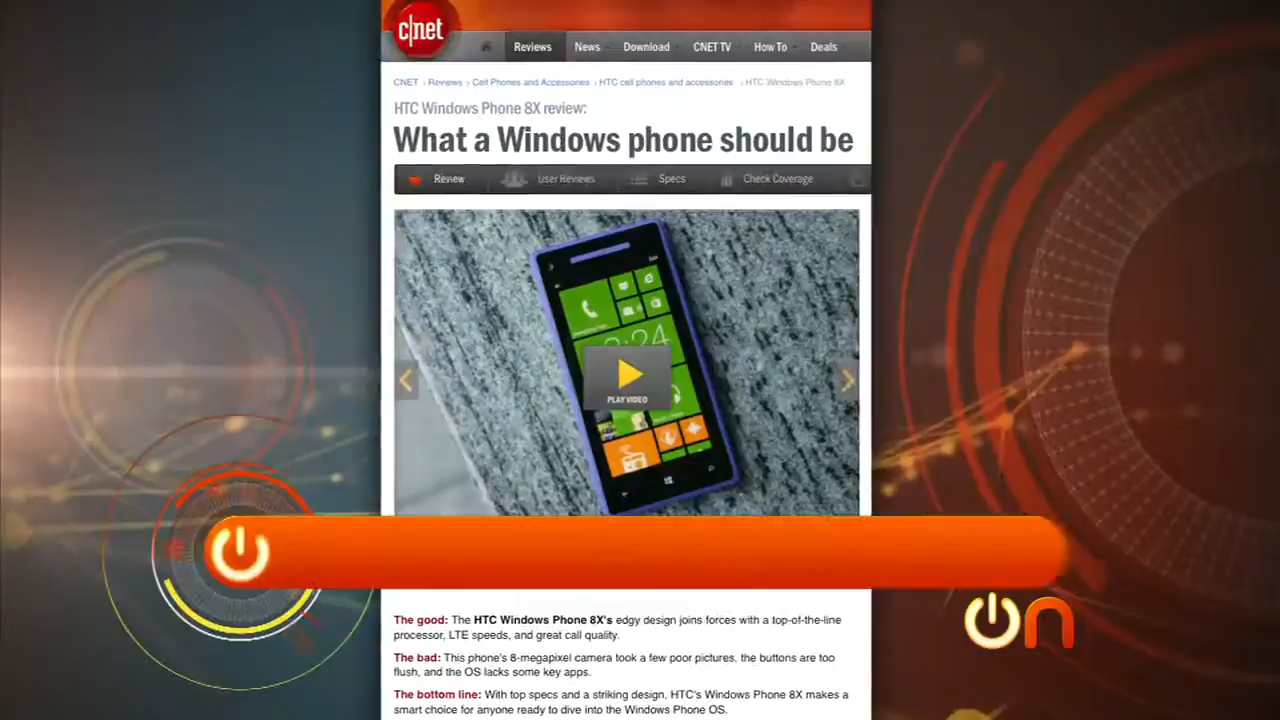 c|net
Reviews News Download CNET TV How To Deals
CNET › Reviews › Cell Phones and Accessories › HTC cell phones and accessories › HTC Windows Phone 8X
HTC Windows Phone 8X review:
What a Windows phone should be
Review User Reviews Specs Check Coverage
PLAY VIDEO
The good: The HTC Windows Phone 8X's edgy design joins forces with a top-of-the-line
processor, LTE speeds, and great call quality.
The bad: This phone's 8-megapixel camera took a few poor pictures, the buttons are too
flush, and the OS lacks some key apps.
The bottom line: With top specs and a striking design, HTC's Windows Phone 8X makes a
smart choice for anyone ready to dive into the Windows Phone OS.
on